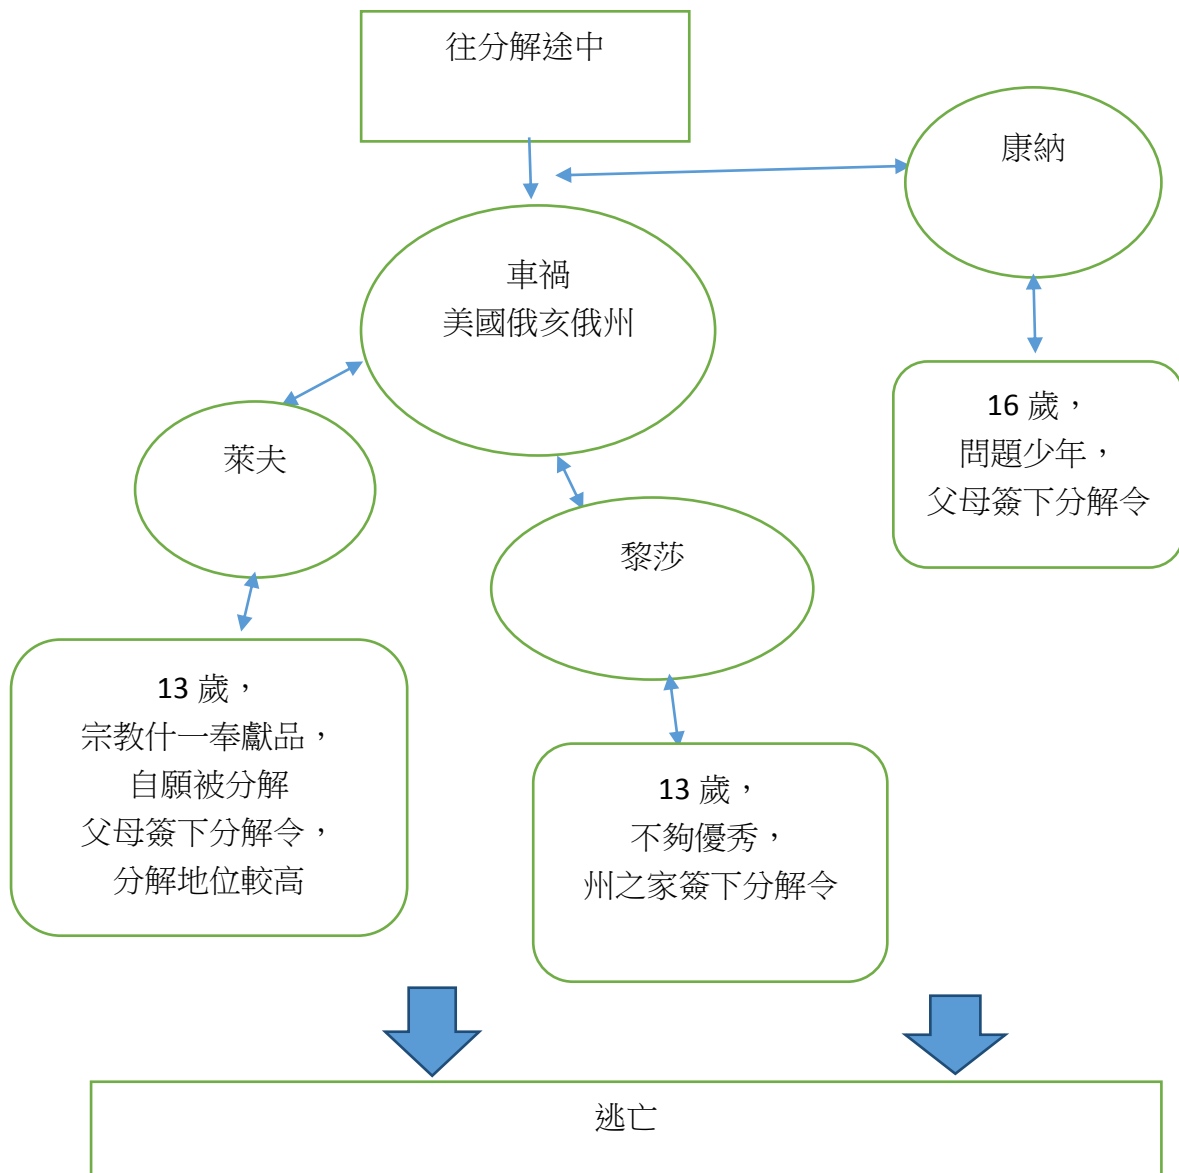 往分解途中
康納
車禍
美國俄亥俄州
16 歲，
問題少年，
父母簽下分解令
萊夫
黎莎
13 歲，
宗教什一奉獻品，
自願被分解
父母簽下分解令，
分解地位較高
13 歲，
不夠優秀，
州之家簽下分解令
逃亡